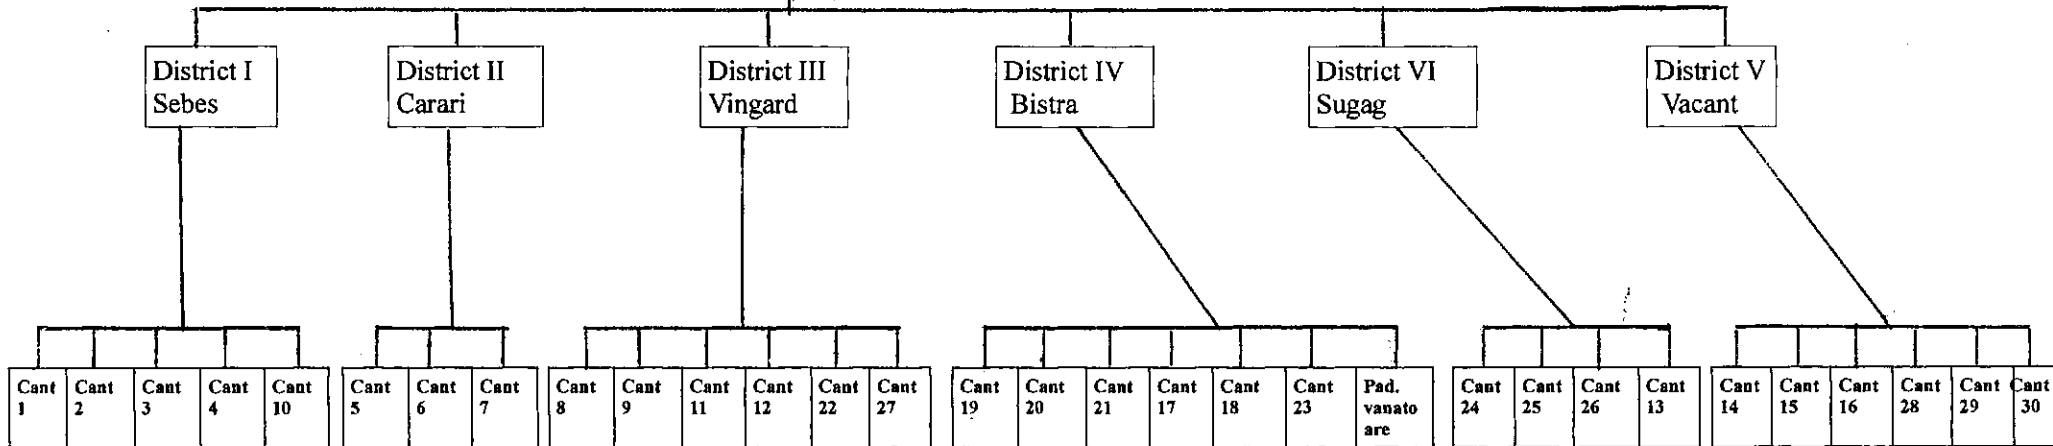 District I
Sebes
District II
Carari
District III
Vingard
District IV
Bistra
District VI
Sugag
District V
Vacant
Cant
1
Cant
2
Cant
3
Cant
4
Cant
10
Cant
5
Cant
6
Cant
7
Cant
8
Cant
9
Cant
11
Cant
12
Cant
22
Cant
27
Cant
19
Cant
20
Cant
21
Cant
17
Cant
18
Cant
23
Pad.
vanato
are
Cant
24
Cant
25
Cant
26
Cant
13
Cant
14
Cant
15
Cant
16
Cant
28
Cant
29
Cant
30